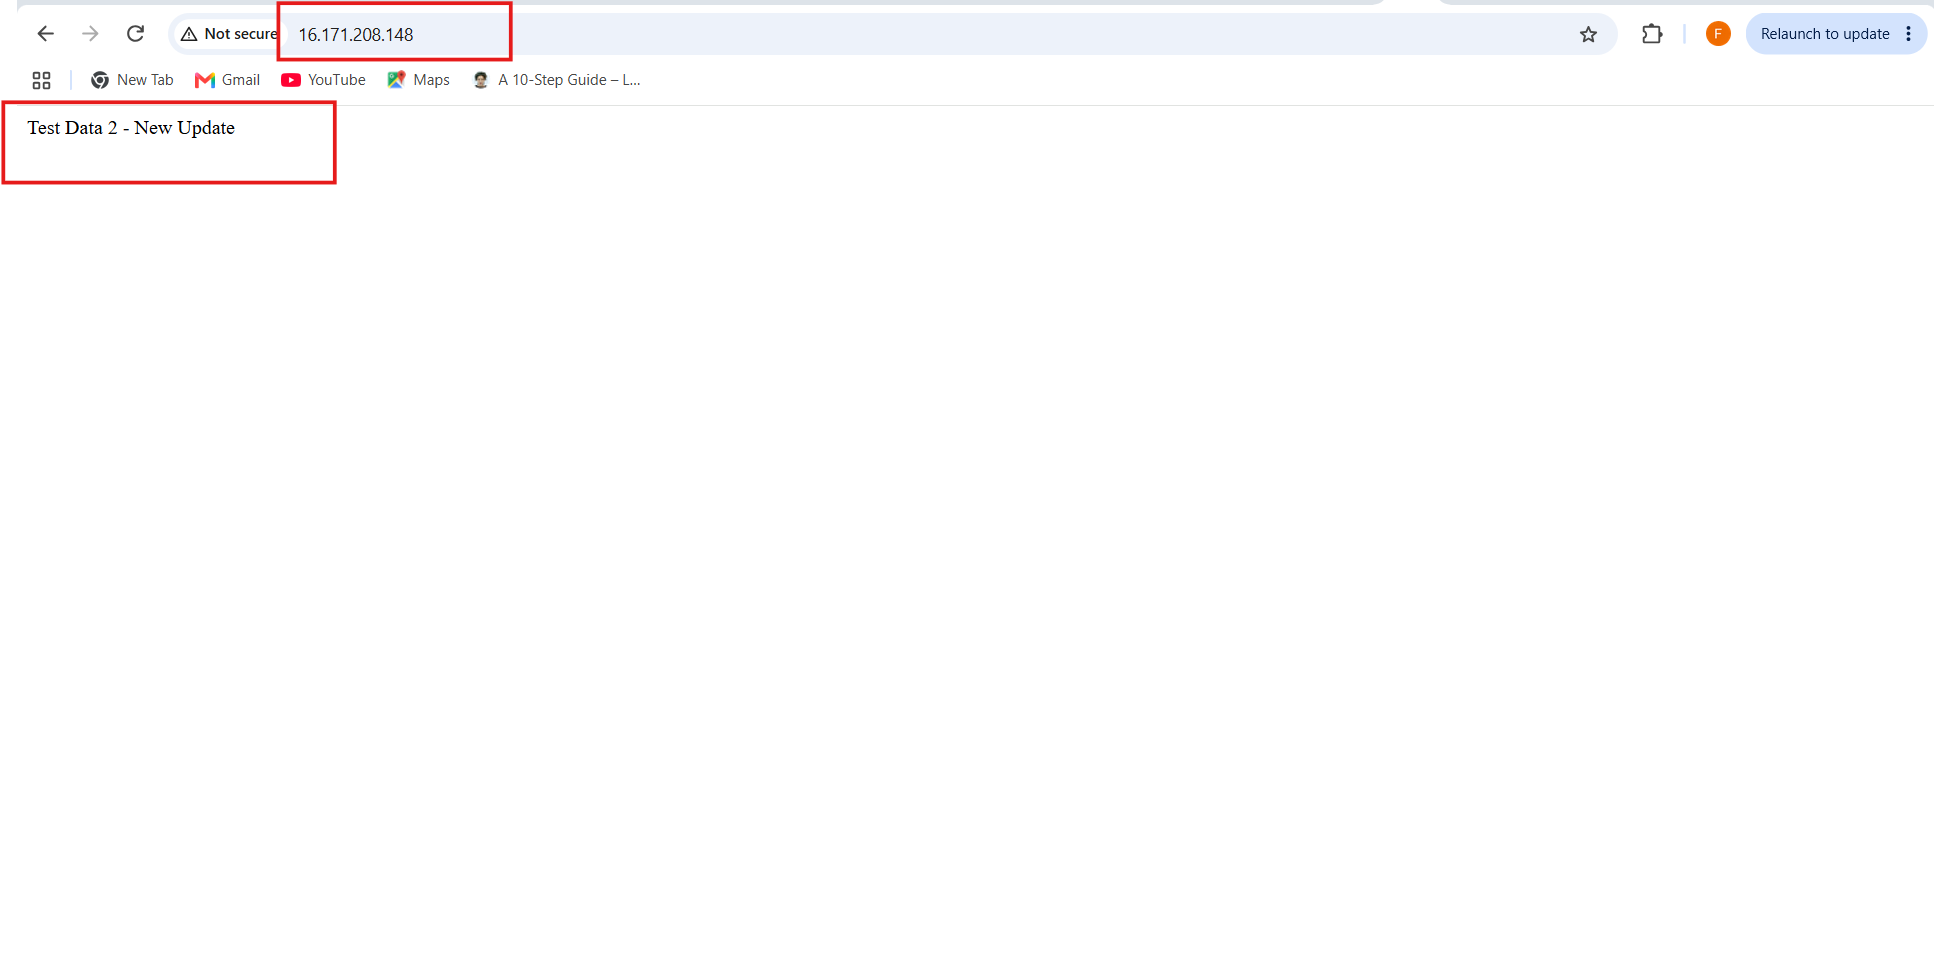 Not secure 16.171.208.148 F Relaunch to update
New Tab Gmail YouTube Maps A 10-Step Guide – L...
Test Data 2 - New Update